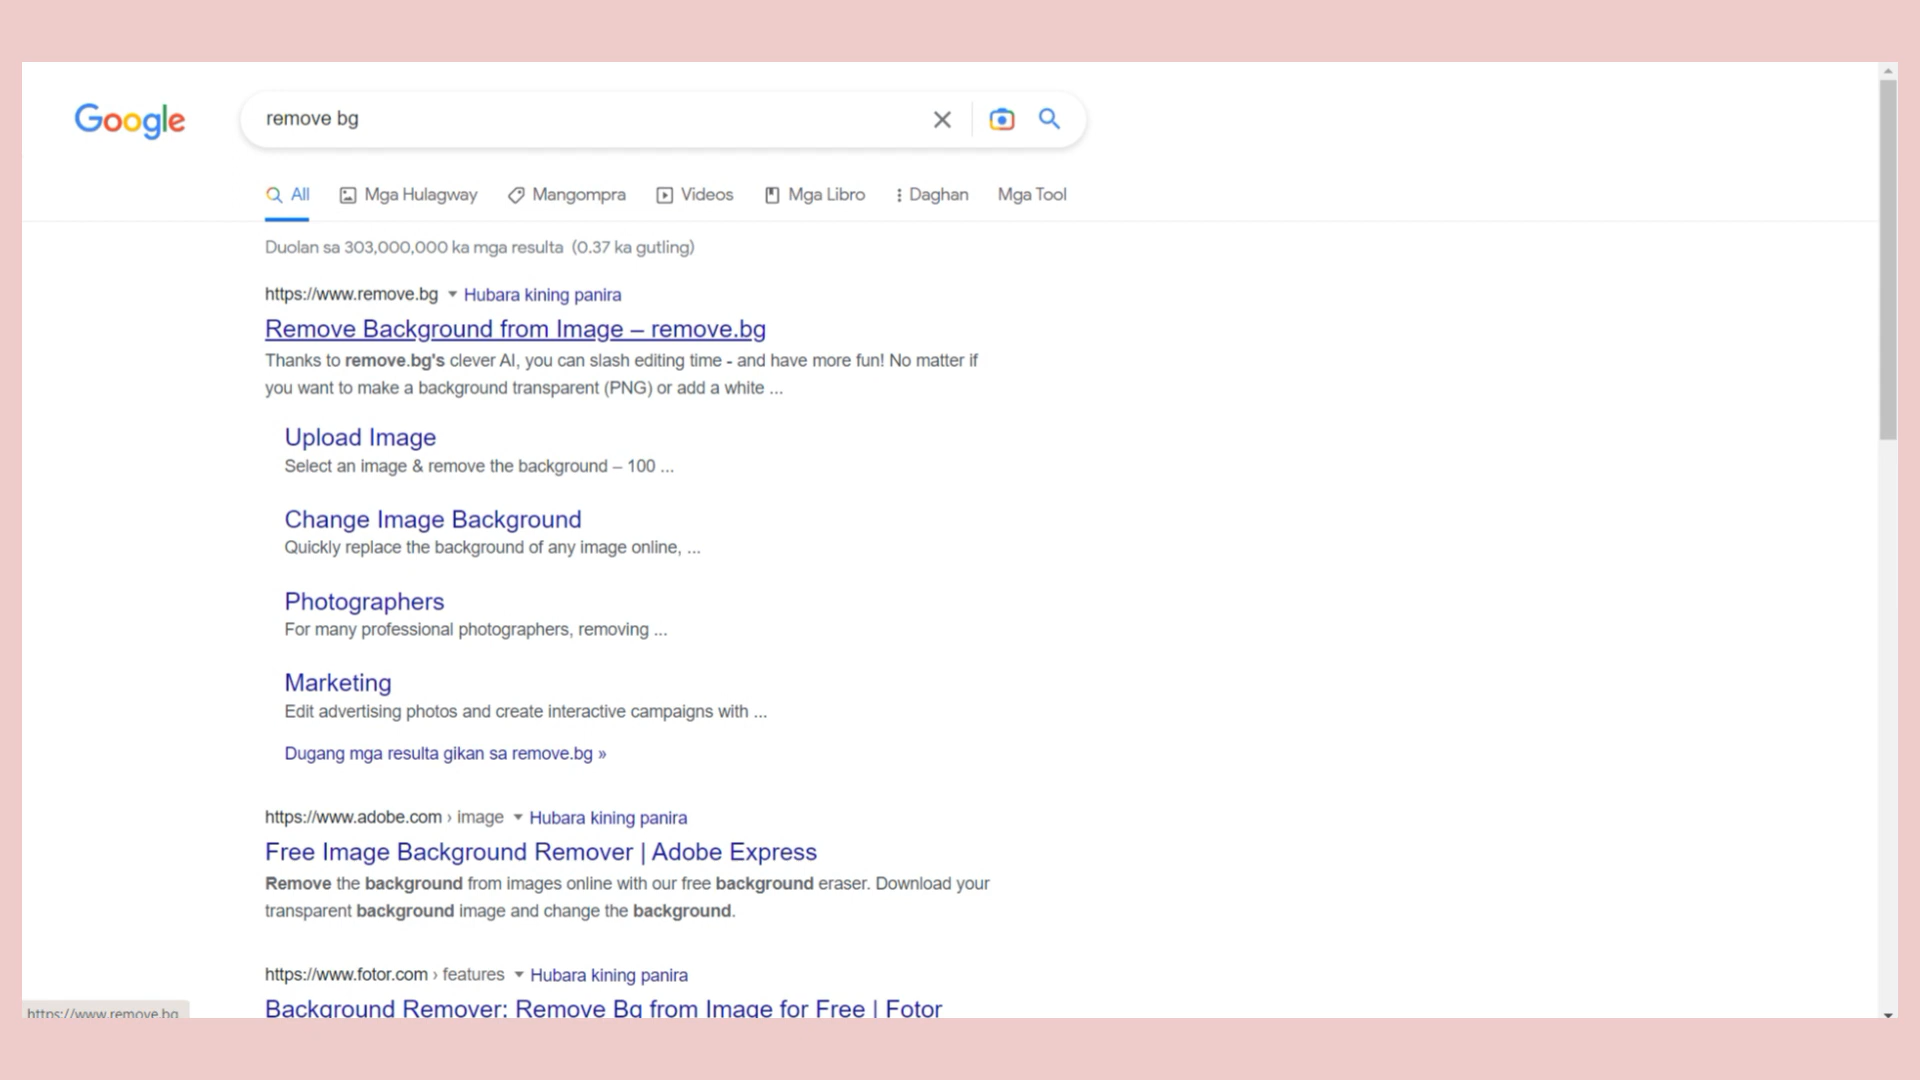 Google
remove bg
All Mga Hulagway Mangompra Videos Mga Libro Daghan Mga Tool
Duolan sa 303,000,000 ka mga resulta (0.37 ka gutling)
https://www.remove.bg Hubara kining panira
Remove Background from Image – remove.bg
Thanks to remove.bg's clever AI, you can slash editing time - and have more fun! No matter if
you want to make a background transparent (PNG) or add a white ...
Upload Image
Select an image & remove the background – 100 ...
Change Image Background
Quickly replace the background of any image online, ...
Photographers
For many professional photographers, removing ...
Marketing
Edit advertising photos and create interactive campaigns with ...
Dugang mga resulta gikan sa remove.bg »
https://www.adobe.com › image Hubara kining panira
Free Image Background Remover | Adobe Express
Remove the background from images online with our free background eraser. Download your
transparent background image and change the background.
https://www.fotor.com › features Hubara kining panira
Background Remover: Remove Bg from Image for Free | Fotor
https://www.remove.bg